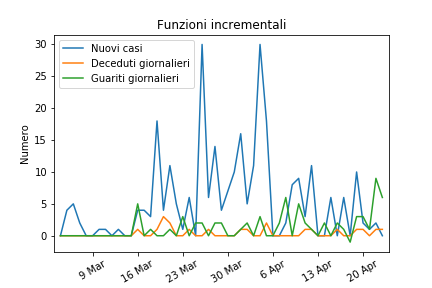 Funzioni incrementali
Nuovi casi
Deceduti giornalieri
Guariti giornalieri
Numero
30
25
20
15
10
5
0
9 Mar
16 Mar
23 Mar
30 Mar
6 Apr
13 Apr
20 Apr